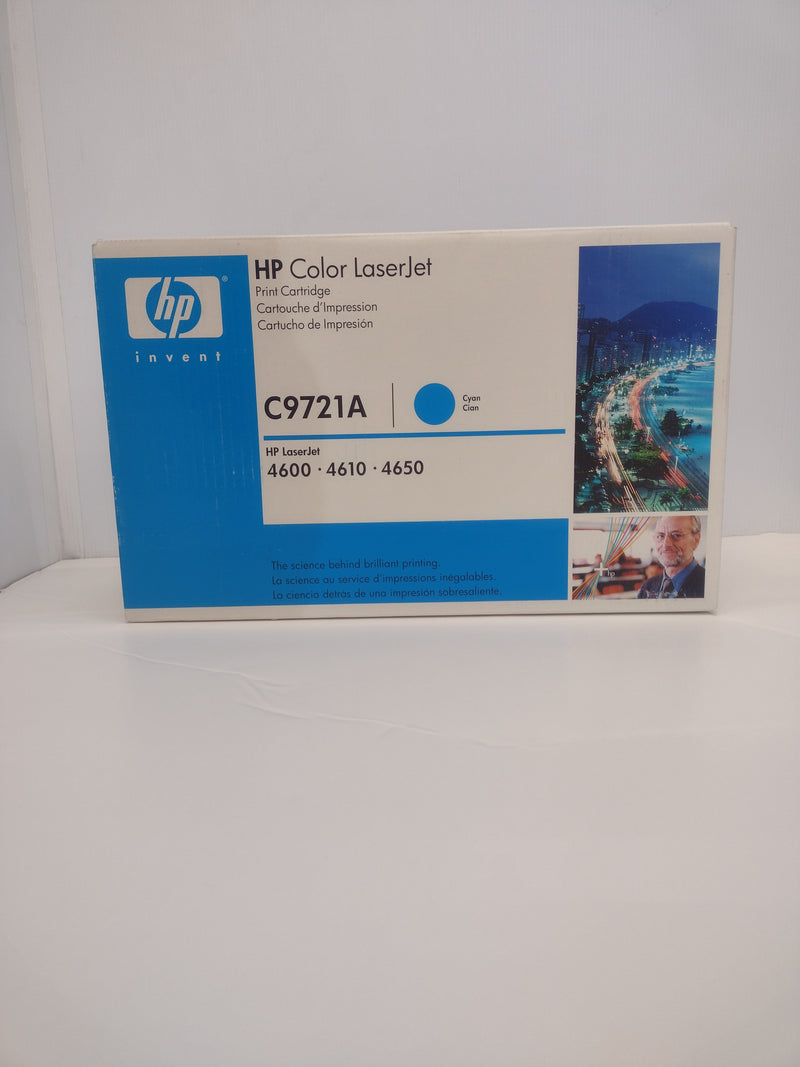 hp
®
invent
HP Color LaserJet
Print Cartridge
Cartouche d'Impression
Cartucho de Impresión
C9721A
Cyan
Cian
HP LaserJet
4600 · 4610 · 4650
The science behind brilliant printing.
La science au service d'impressions inégalables.
La ciencia detrás de una impresión sobresaliente.
+ hp